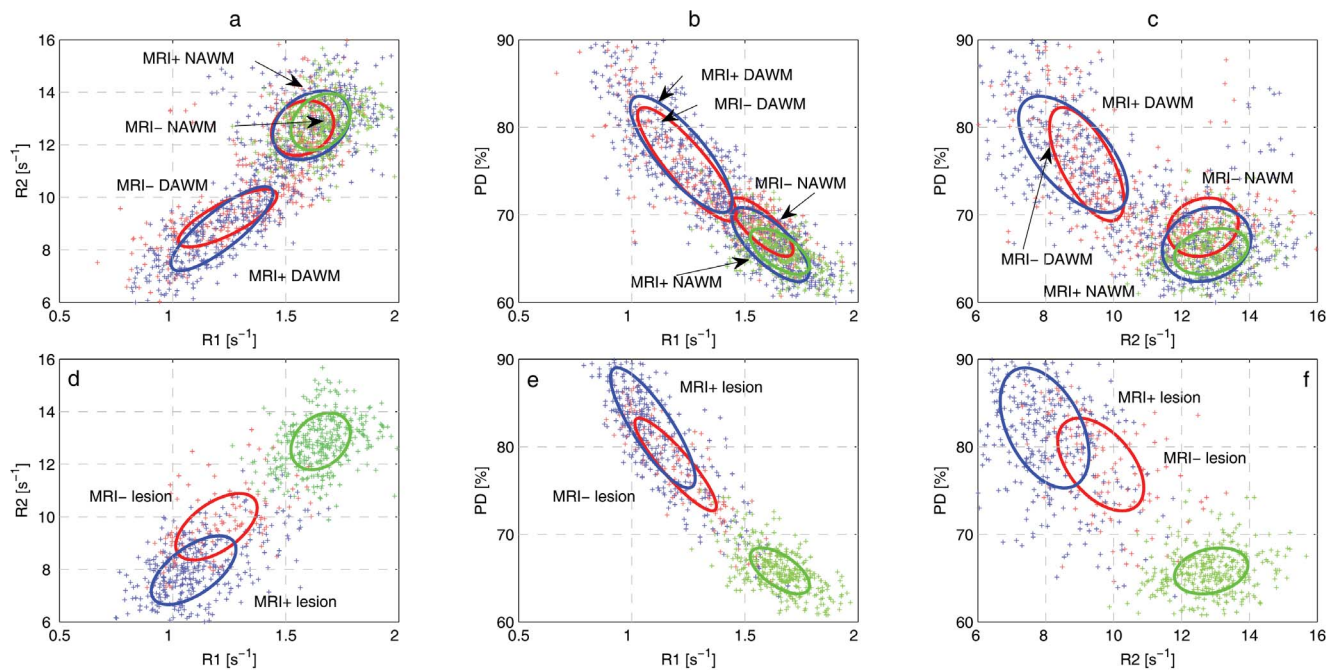 a
R2 [s⁻¹]
16
14
12
10
8
6
MRI+ NAWM
MRI− NAWM
MRI− DAWM
MRI+ DAWM
0.5
1
1.5
2
R1 [s⁻¹]
b
PD [%]
90
80
70
60
MRI+ DAWM
MRI− DAWM
MRI− NAWM
MRI+ NAWM
0.5
1
1.5
2
R1 [s⁻¹]
c
PD [%]
90
80
70
60
MRI+ DAWM
MRI− NAWM
MRI− DAWM
MRI+ NAWM
6
8
10
12
14
16
R2 [s⁻¹]
d
R2 [s⁻¹]
16
14
12
10
8
6
MRI− lesion
MRI+ lesion
0.5
1
1.5
2
R1 [s⁻¹]
e
PD [%]
90
80
70
60
MRI+ lesion
MRI− lesion
0.5
1
1.5
2
R1 [s⁻¹]
f
PD [%]
90
80
70
60
MRI+ lesion
MRI− lesion
6
8
10
12
14
16
R2 [s⁻¹]